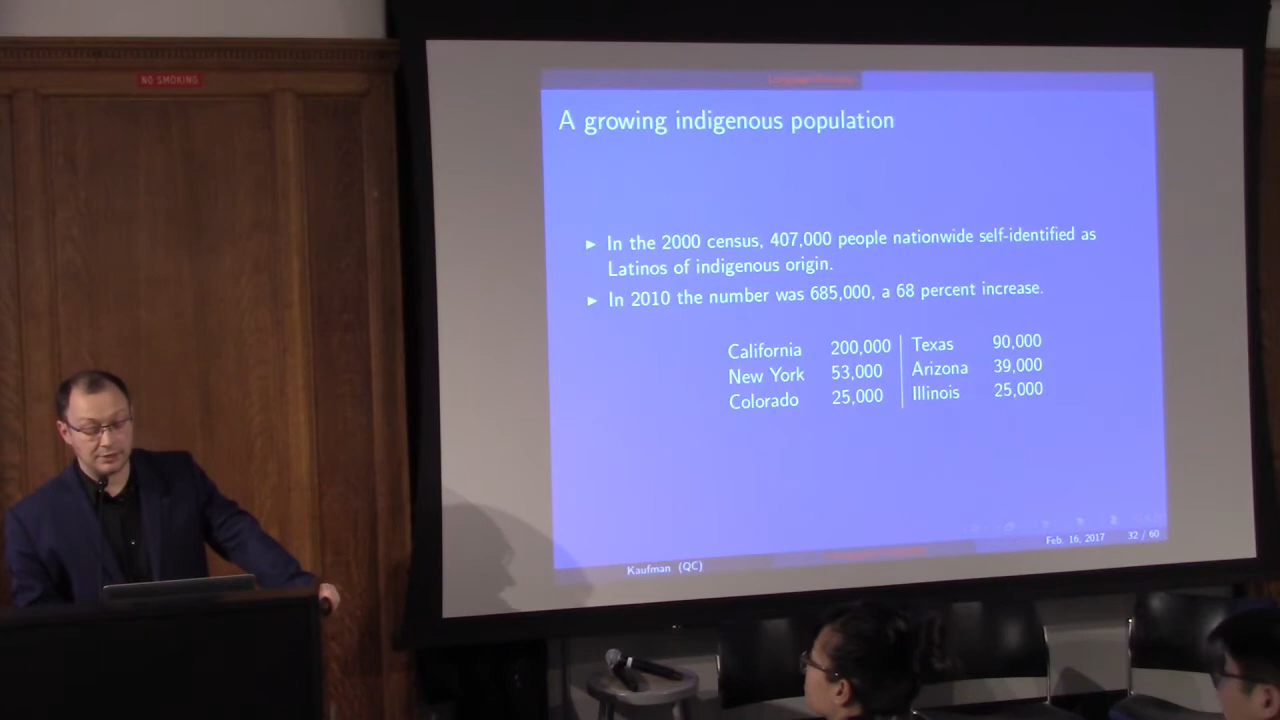 NO SMOKING
A growing indigenous population
▶ In the 2000 census, 407,000 people nationwide self-identified as
Latinos of indigenous origin.
▶ In 2010 the number was 685,000, a 68 percent increase.
California 200,000 Texas 90,000
New York 53,000 Arizona 39,000
Colorado 25,000 Illinois 25,000
Kaufman (QC) Feb. 16, 2017 32 / 60